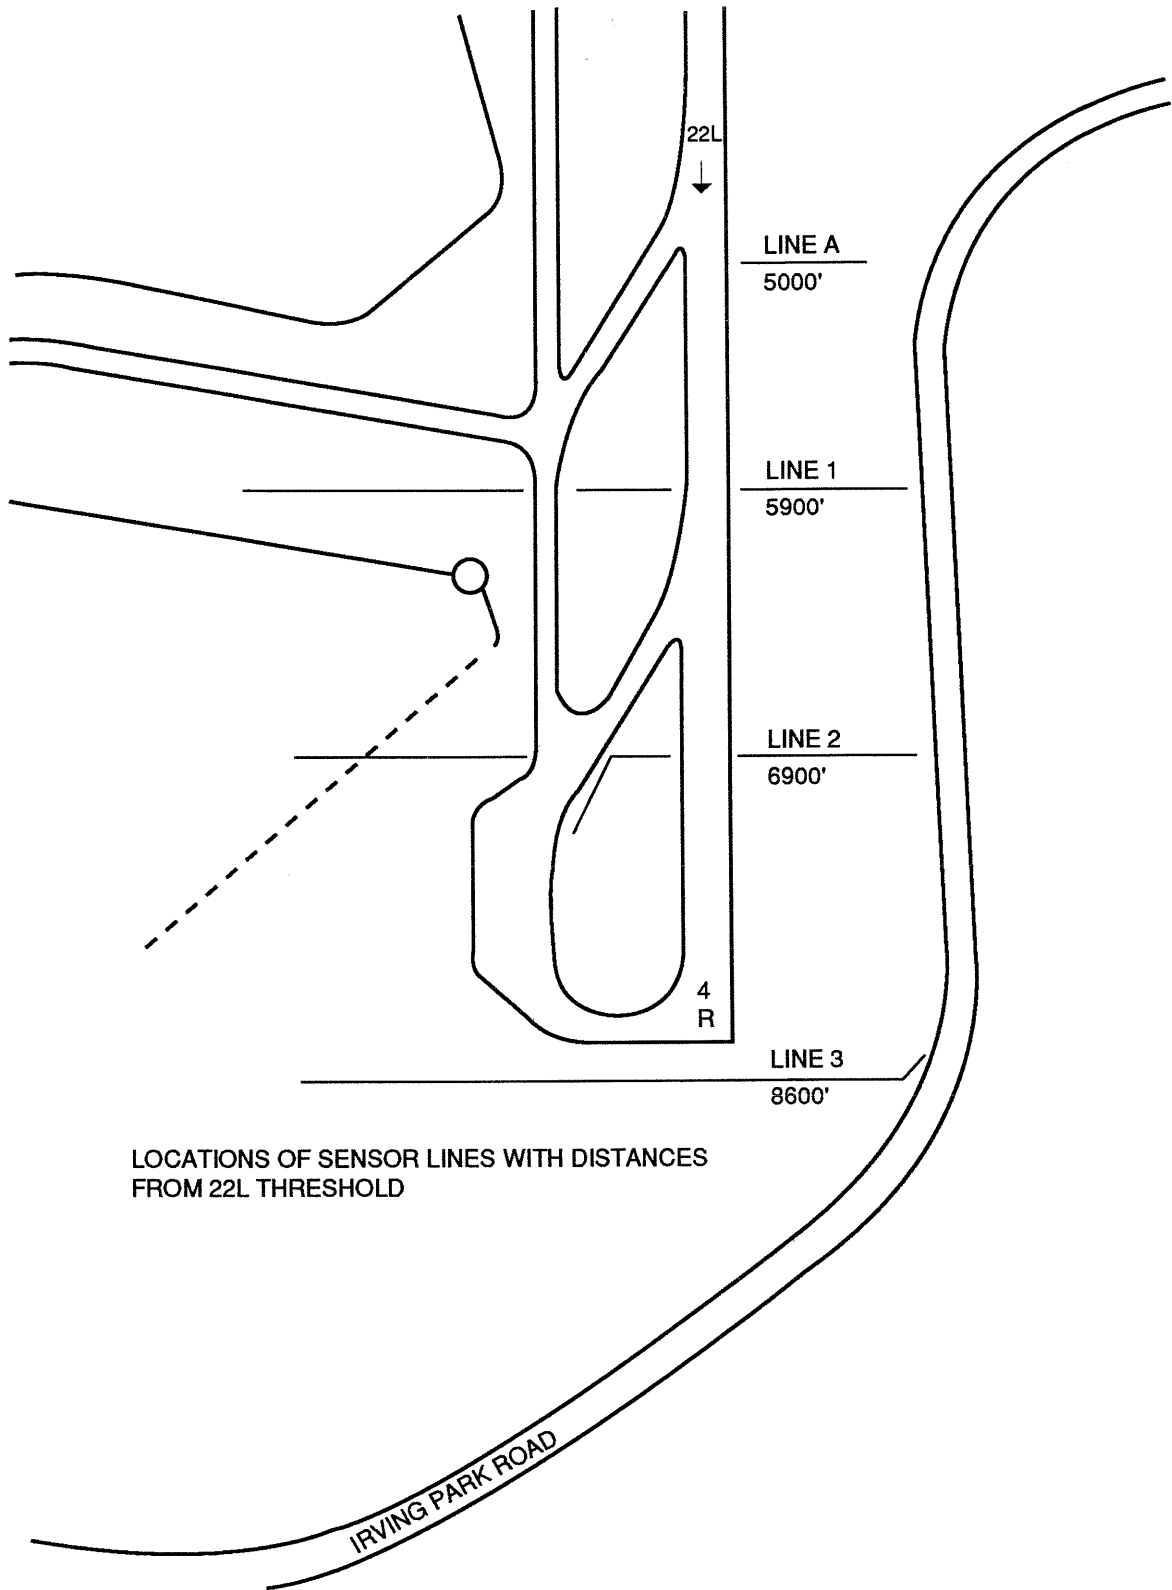 22L
LINE A
5000'
LINE 1
5900'
LINE 2
6900'
4
R
LINE 3
8600'
LOCATIONS OF SENSOR LINES WITH DISTANCES
FROM 22L THRESHOLD
IRVING PARK ROAD